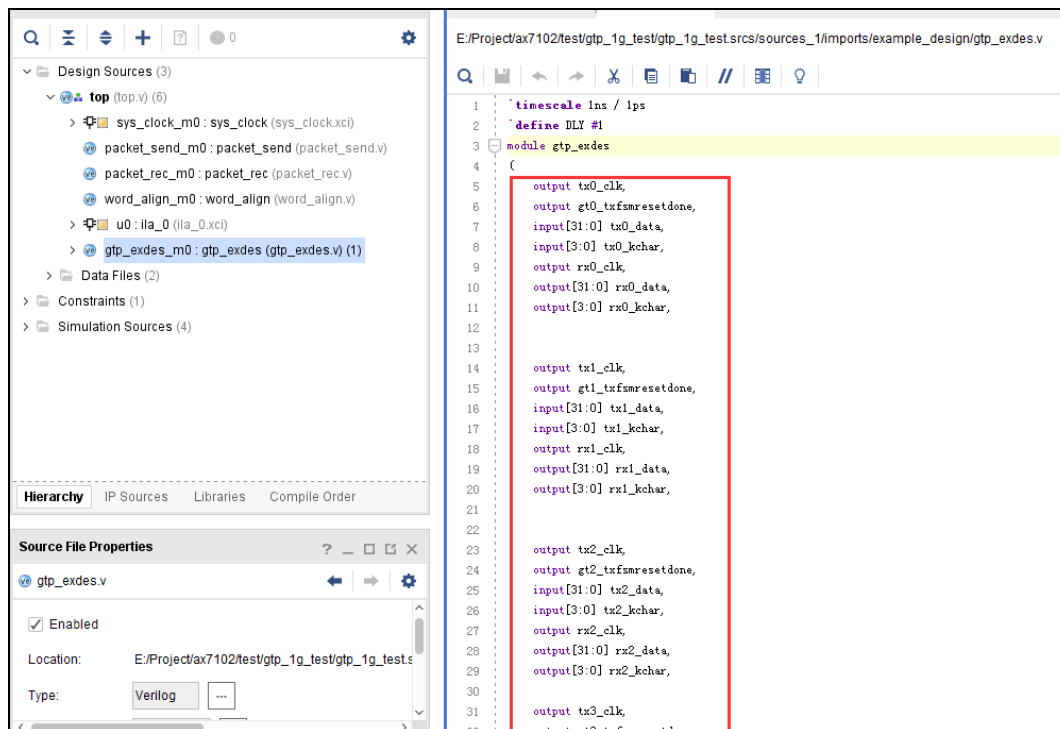 0
Design Sources (3)
top (top.v) (6)
sys_clock_m0 : sys_clock (sys_clock.xci)
packet_send_m0 : packet_send (packet_send.v)
packet_rec_m0 : packet_rec (packet_rec.v)
word_align_m0 : word_align (word_align.v)
u0 : ila_0 (ila_0.xci)
gtp_exdes_m0 : gtp_exdes (gtp_exdes.v) (1)
Data Files (2)
Constraints (1)
Simulation Sources (4)
Hierarchy IP Sources Libraries Compile Order
Source File Properties
gtp_exdes.v
Enabled
Location: E:/Project/ax7102/test/gtp_1g_test/gtp_1g_test.s
Type: Verilog ...
E:/Project/ax7102/test/gtp_1g_test/gtp_1g_test.srcs/sources_1/imports/example_design/gtp_exdes.v
1 `timescale 1ns / 1ps
2 `define DLY #1
3 module gtp_exdes
4 (
5 output tx0_clk,
6 output gt0_txfsmresetdone,
7 input[31:0] tx0_data,
8 input[3:0] tx0_kchar,
9 output rx0_clk,
10 output[31:0] rx0_data,
11 output[3:0] rx0_kchar,
12
13
14 output tx1_clk,
15 output gt1_txfsmresetdone,
16 input[31:0] tx1_data,
17 input[3:0] tx1_kchar,
18 output rx1_clk,
19 output[31:0] rx1_data,
20 output[3:0] rx1_kchar,
21
22
23 output tx2_clk,
24 output gt2_txfsmresetdone,
25 input[31:0] tx2_data,
26 input[3:0] tx2_kchar,
27 output rx2_clk,
28 output[31:0] rx2_data,
29 output[3:0] rx2_kchar,
30
31 output tx3_clk,